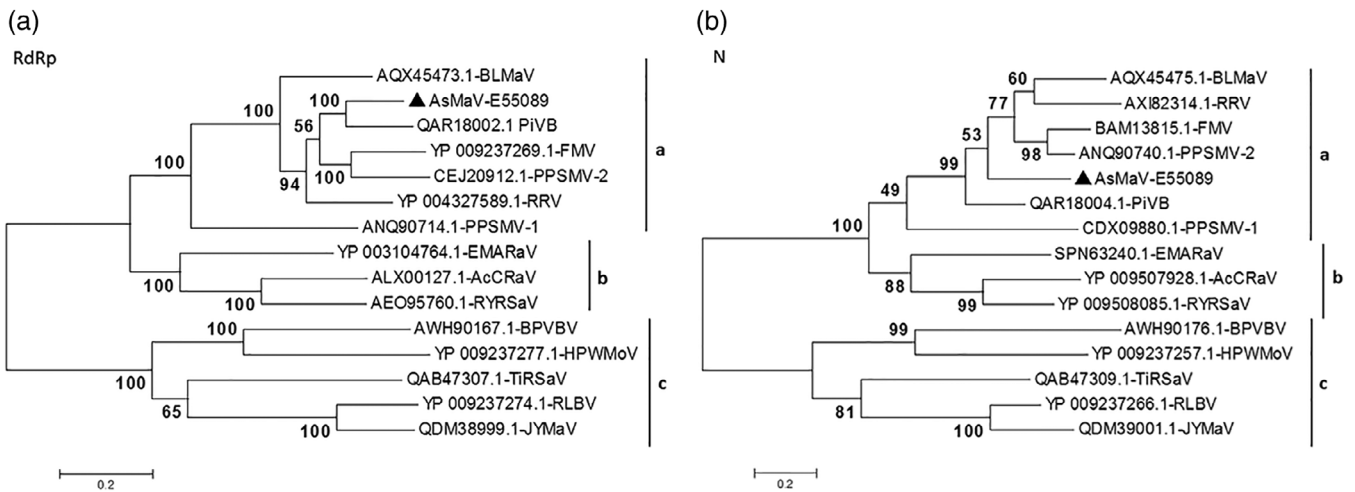 (a)
RdRp
AQX45473.1-BLMaV
100
100
▲AsMaV-E55089
56
QAR18002.1 PiVB
YP 009237269.1-FMV
100
a
100
CEJ20912.1-PPSMV-2
94
YP 004327589.1-RRV
ANQ90714.1-PPSMV-1
YP 003104764.1-EMARaV
100
ALX00127.1-AcCRaV
b
100
AEO95760.1-RYRSaV
100
AWH90167.1-BPVBV
YP 009237277.1-HPWMoV
100
QAB47307.1-TiRSaV
c
65
YP 009237274.1-RLBV
100
QDM38999.1-JYMaV
0.2
(b)
N
60
AQX45475.1-BLMaV
77
AXI82314.1-RRV
53
BAM13815.1-FMV
98
ANQ90740.1-PPSMV-2
a
99
▲AsMaV-E55089
49
QAR18004.1-PiVB
100
CDX09880.1-PPSMV-1
SPN63240.1-EMARaV
88
YP 009507928.1-AcCRaV
b
99
YP 009508085.1-RYRSaV
99
AWH90176.1-BPVBV
YP 009237257.1-HPWMoV
QAB47309.1-TiRSaV
c
81
YP 009237266.1-RLBV
100
QDM39001.1-JYMaV
0.2